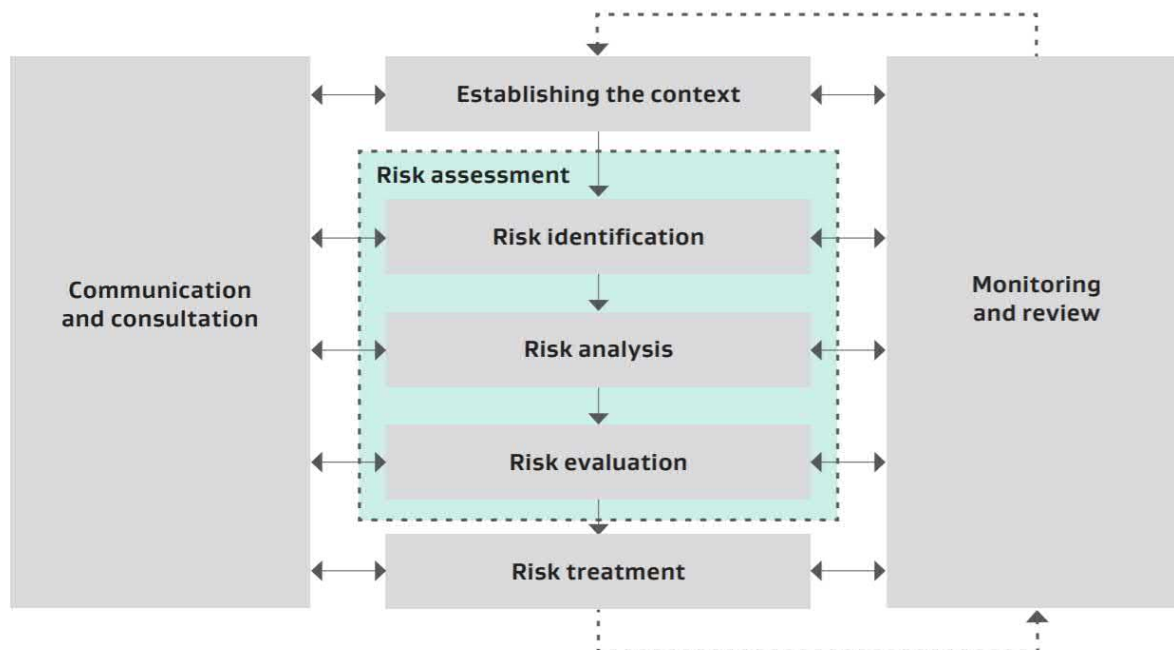 Establishing the context
Risk assessment
Risk identification
Communication
and consultation
Monitoring
and review
Risk analysis
Risk evaluation
Risk treatment